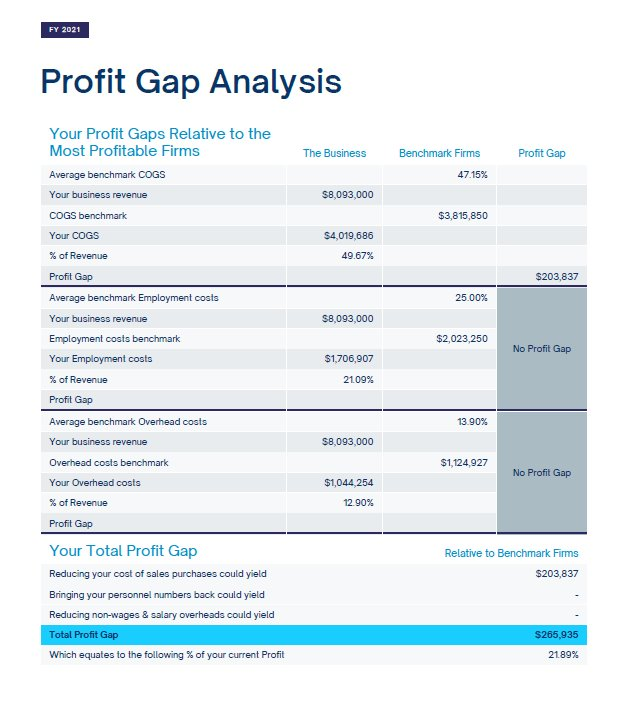 FY 2021
Profit Gap Analysis
Your Profit Gaps Relative to the
Most Profitable Firms The Business Benchmark Firms Profit Gap
Average benchmark COGS 47.15%
Your business revenue $8,093,000
COGS benchmark $3,815,850
Your COGS $4,019,686
% of Revenue 49.67%
Profit Gap $203,837
Average benchmark Employment costs 25.00%
Your business revenue $8,093,000
Employment costs benchmark $2,023,250
No Profit Gap
Your Employment costs $1,706,907
% of Revenue 21.09%
Profit Gap
Average benchmark Overhead costs 13.90%
Your business revenue $8,093,000
Overhead costs benchmark $1,124,927
No Profit Gap
Your Overhead costs $1,044,254
% of Revenue 12.90%
Profit Gap
Your Total Profit Gap Relative to Benchmark Firms
Reducing your cost of sales purchases could yield $203,837
Bringing your personnel numbers back could yield -
Reducing non-wages & salary overheads could yield -
Total Profit Gap $265,935
Which equates to the following % of your current Profit 21.89%